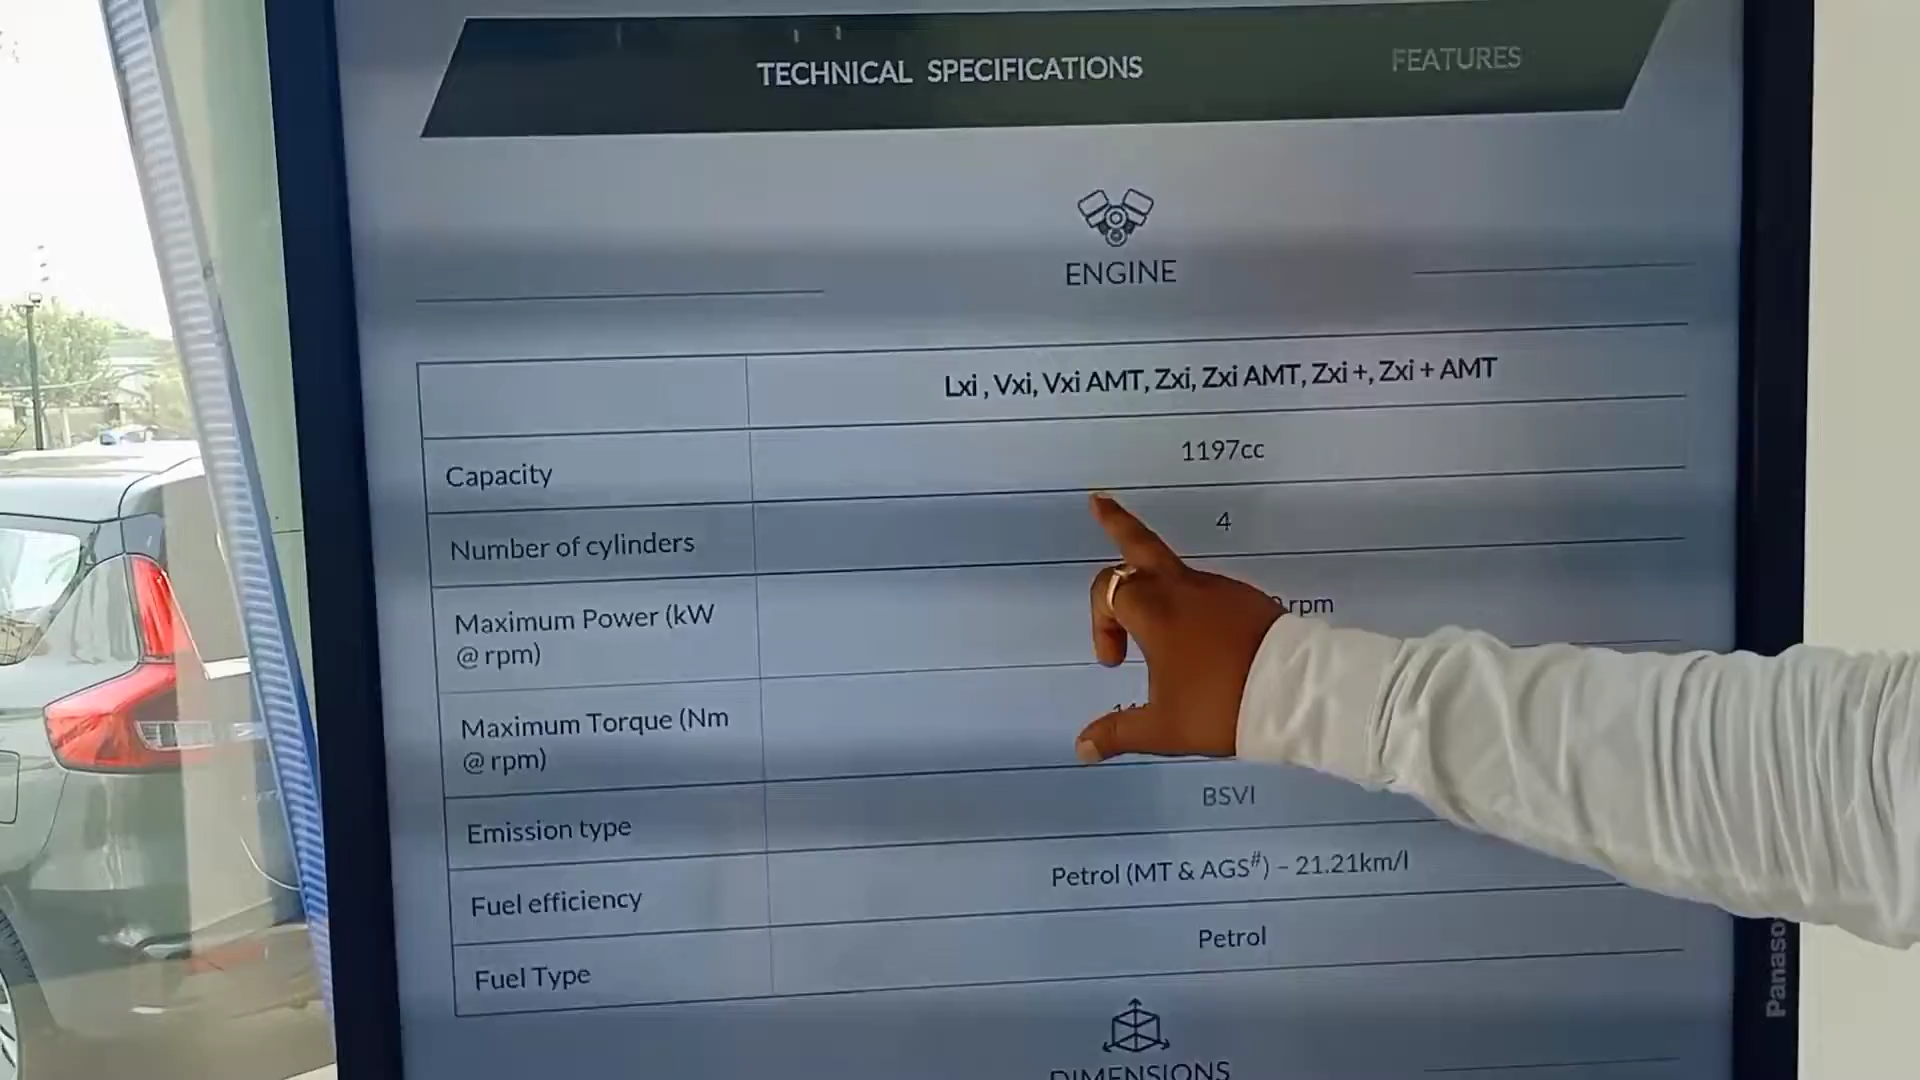 TECHNICAL SPECIFICATIONS
FEATURES
ENGINE
Lxi , Vxi, Vxi AMT, Zxi, Zxi AMT, Zxi +, Zxi + AMT
Capacity
1197cc
Number of cylinders
4
Maximum Power (kW
@ rpm)
rpm
Maximum Torque (Nm
@ rpm)
Emission type
BSVI
Fuel efficiency
Petrol (MT & AGS#) – 21.21km/l
Fuel Type
Petrol
DIMENSIONS
Panaso